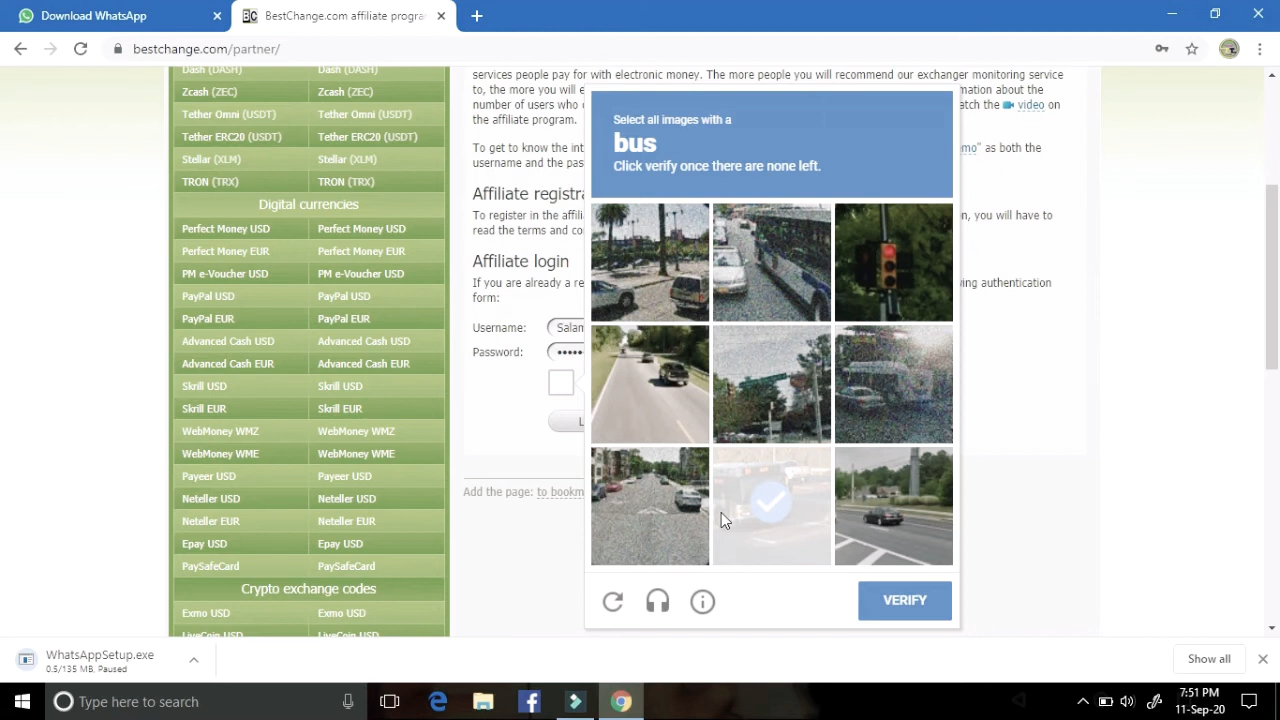 Download WhatsApp
BestChange.com affiliate progra
bestchange.com/partner/
Dash (DASH) Dash (DASH)
Zcash (ZEC) Zcash (ZEC)
Tether Omni (USDT) Tether Omni (USDT)
Tether ERC20 (USDT) Tether ERC20 (USDT)
Stellar (XLM) Stellar (XLM)
TRON (TRX) TRON (TRX)
Digital currencies
Perfect Money USD Perfect Money USD
Perfect Money EUR Perfect Money EUR
PM e-Voucher USD PM e-Voucher USD
PayPal USD PayPal USD
PayPal EUR PayPal EUR
Advanced Cash USD Advanced Cash USD
Advanced Cash EUR Advanced Cash EUR
Skrill USD Skrill USD
Skrill EUR Skrill EUR
WebMoney WMZ WebMoney WMZ
WebMoney WME WebMoney WME
Payeer USD Payeer USD
Neteller USD Neteller USD
Neteller EUR Neteller EUR
Epay USD Epay USD
PaySafeCard PaySafeCard
Crypto exchange codes
Exmo USD Exmo USD
LiveCoin USD LiveCoin USD
services people pay for with electronic money. The more people you will recommend our exchanger monitoring service
to, the more you will e mation about the
number of users who atch the video on
the affiliate program.
To get to know the int emo" as both the
username and the pas
Affiliate registra
To register in the affili n, you will have to
read the terms and co
Affiliate login
If you are already a re ving authentication
form:
Username: Salam
Password: ••••••
L
Add the page: to bookm
Select all images with a
bus
Click verify once there are none left.
VERIFY
WhatsAppSetup.exe
0.5/135 MB, Paused
Show all
Type here to search
7:51 PM
11-Sep-20